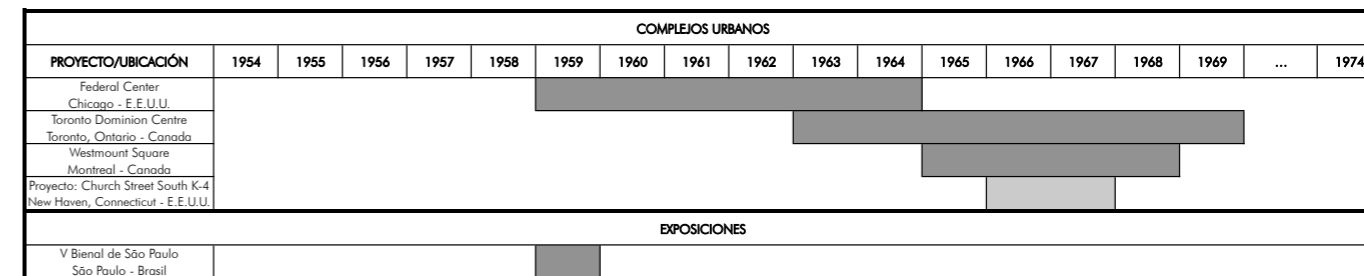 COMPLEJOS URBANOS
PROYECTO/UBICACIÓN 1954 1955 1956 1957 1958 1959 1960 1961 1962 1963 1964 1965 1966 1967 1968 1969 ... 1974
Federal Center
Chicago - E.E.U.U.
Toronto Dominion Centre
Toronto, Ontario - Canada
Westmount Square
Montreal - Canada
Proyecto: Church Street South K-4
New Haven, Connecticut - E.E.U.U.
EXPOSICIONES
V Bienal de São Paulo
São Paulo - Brasil